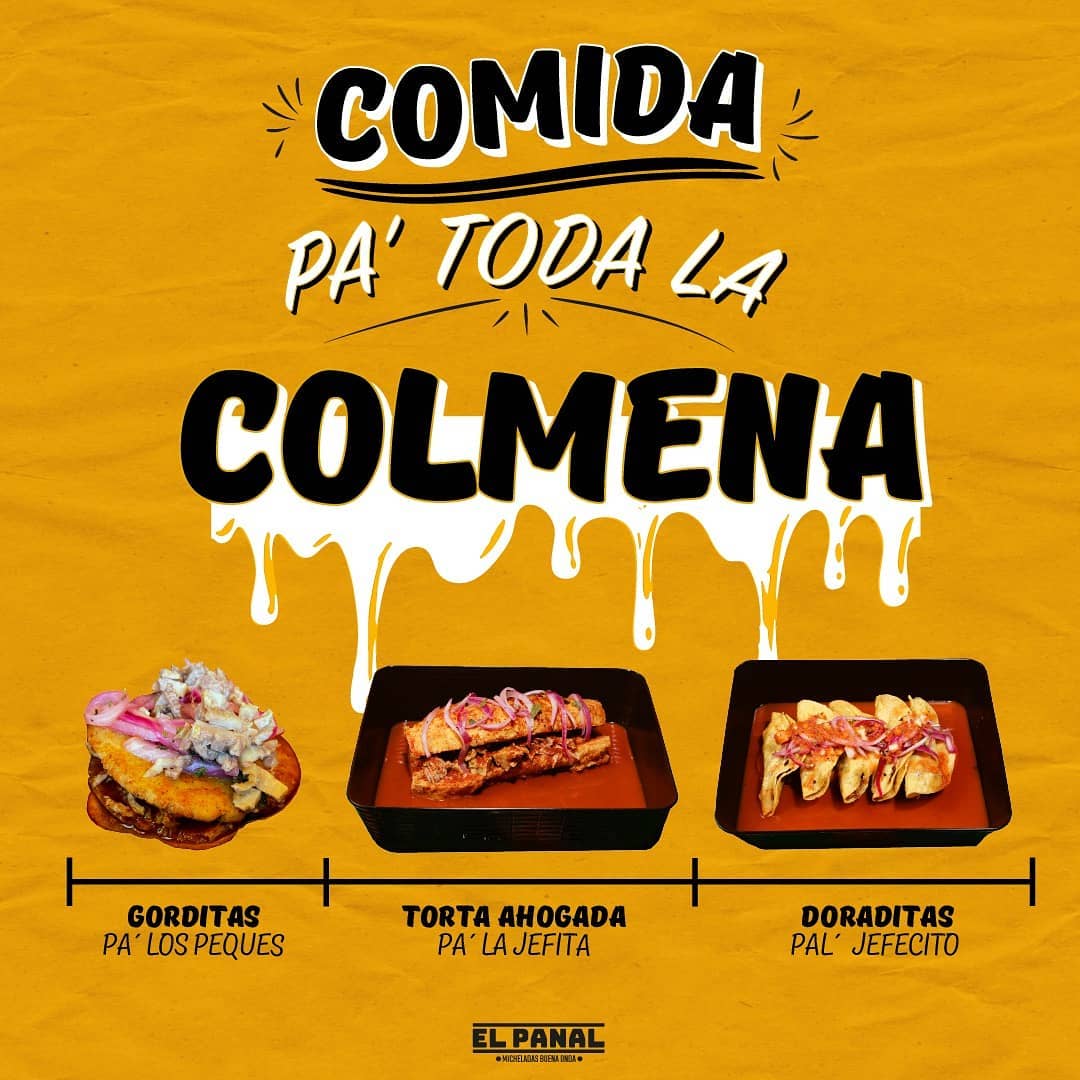 COMIDA
PA' TODA LA
COLMENA
GORDITAS
PA´ LOS PEQUES
TORTA AHOGADA
PA´ LA JEFITA
DORADITAS
PAL´ JEFECITO
EL PANAL
• MICHELADAS BUENA ONDA •